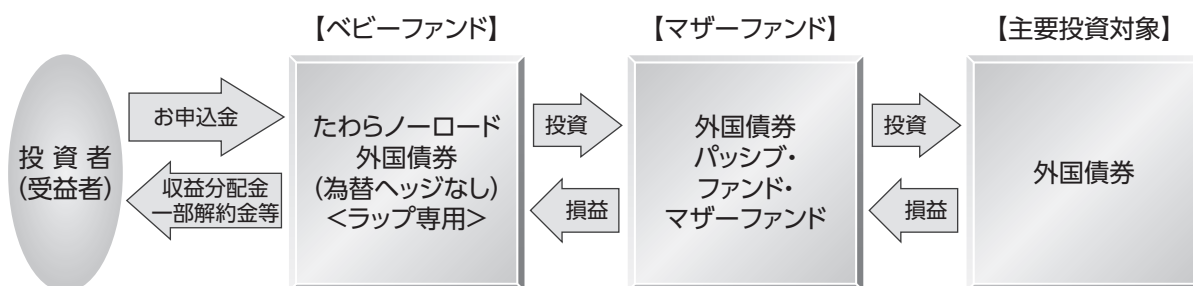 【ベビーファンド】
【マザーファンド】
【主要投資対象】
投資者
(受益者)
お申込金
収益分配金
一部解約金等
たわらノーロード
外国債券
(為替ヘッジなし)
<ラップ専用>
投資
損益
外国債券
パッシブ・
ファンド・
マザーファンド
投資
損益
外国債券